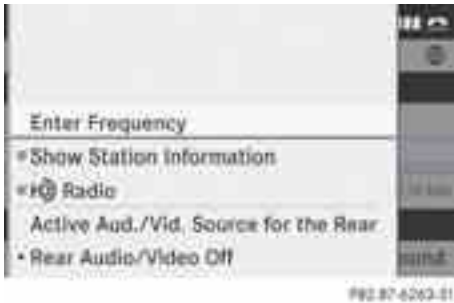 Enter Frequency
Show Station Information
HD Radio
Active Aud./Vid. Source for the Rear
• Rear Audio/Video Off
P82.87-6263-31